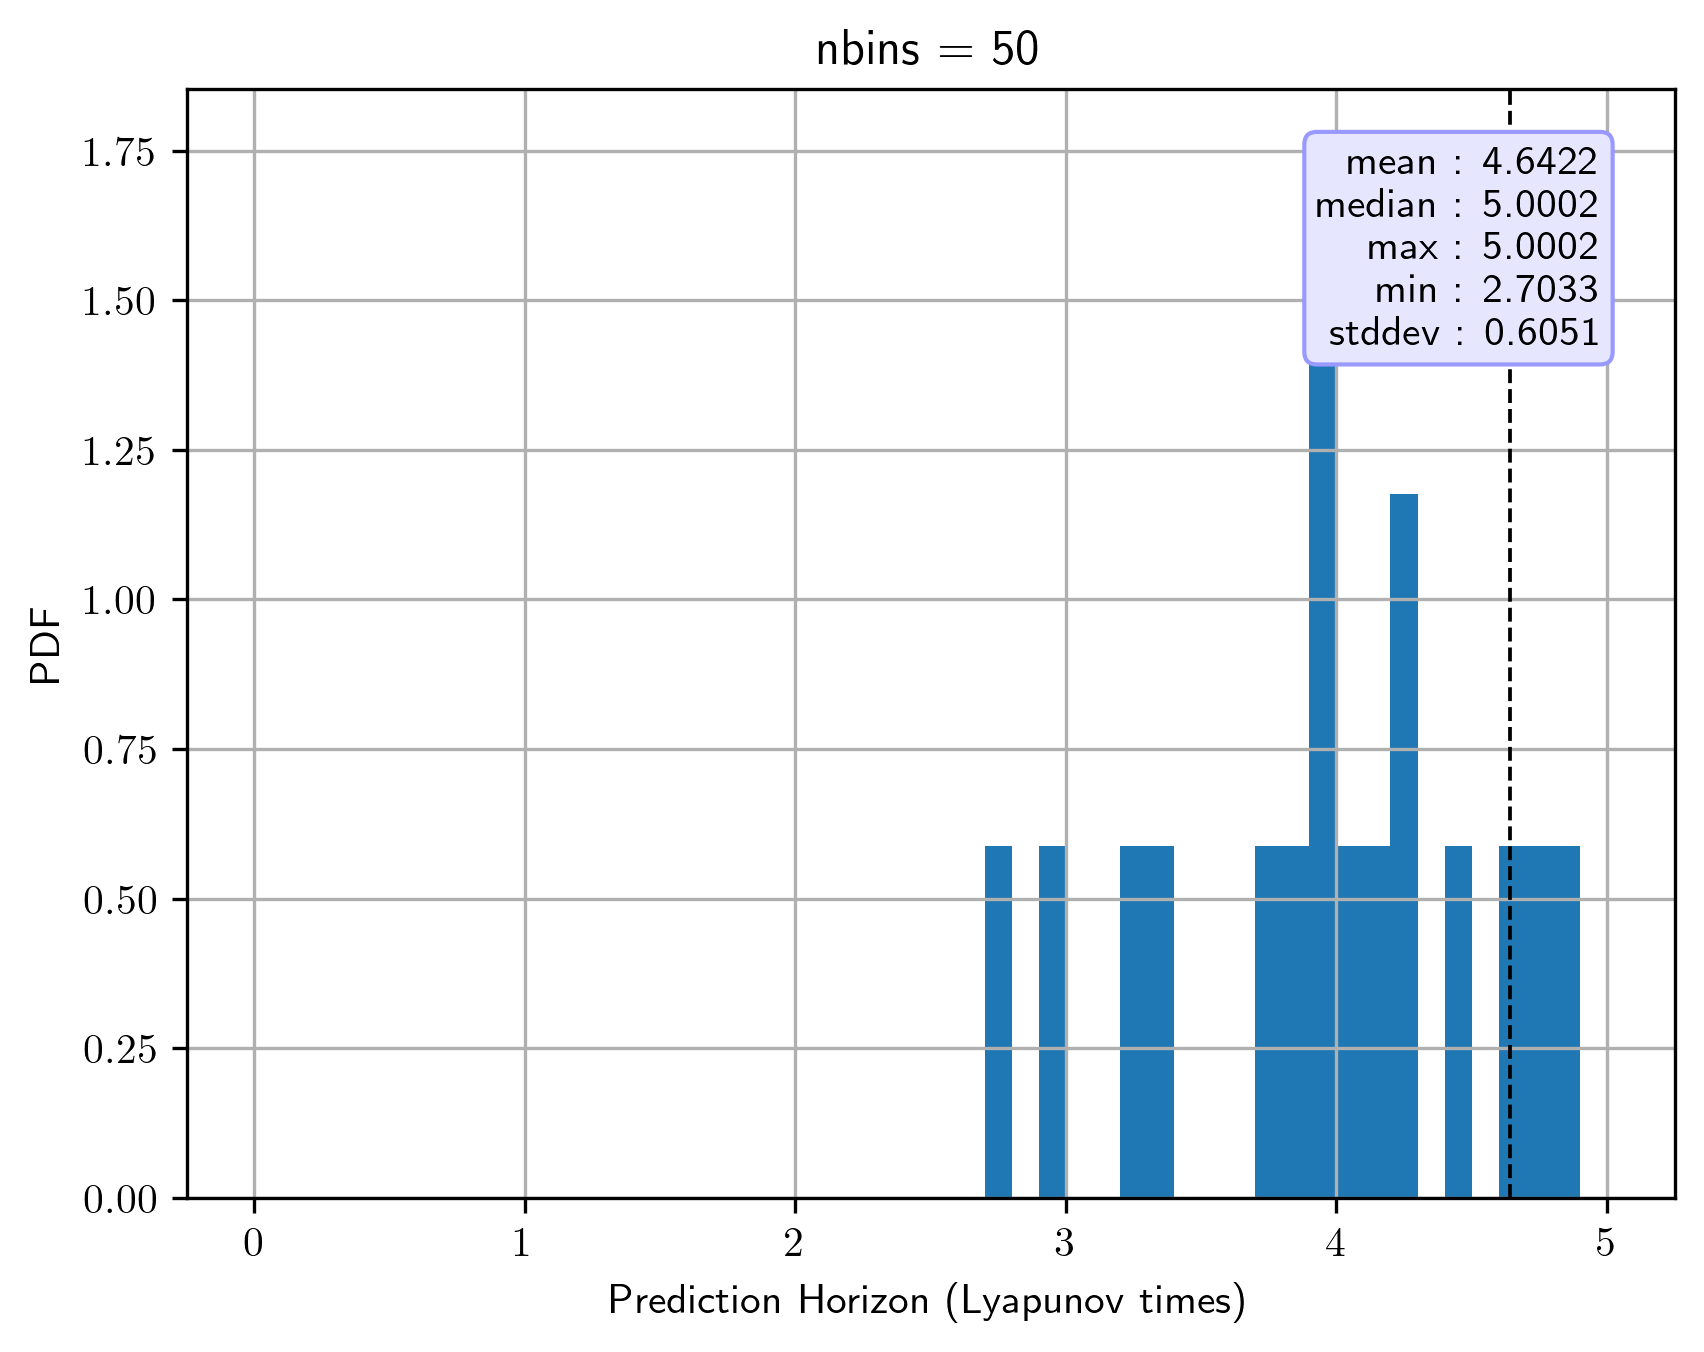 nbins = 50
1.75
1.50
1.25
1.00
0.75
0.50
0.25
0.00
PDF
mean : 4.6422
median : 5.0002
max : 5.0002
min : 2.7033
stddev : 0.6051
0 1 2 3 4 5
Prediction Horizon (Lyapunov times)